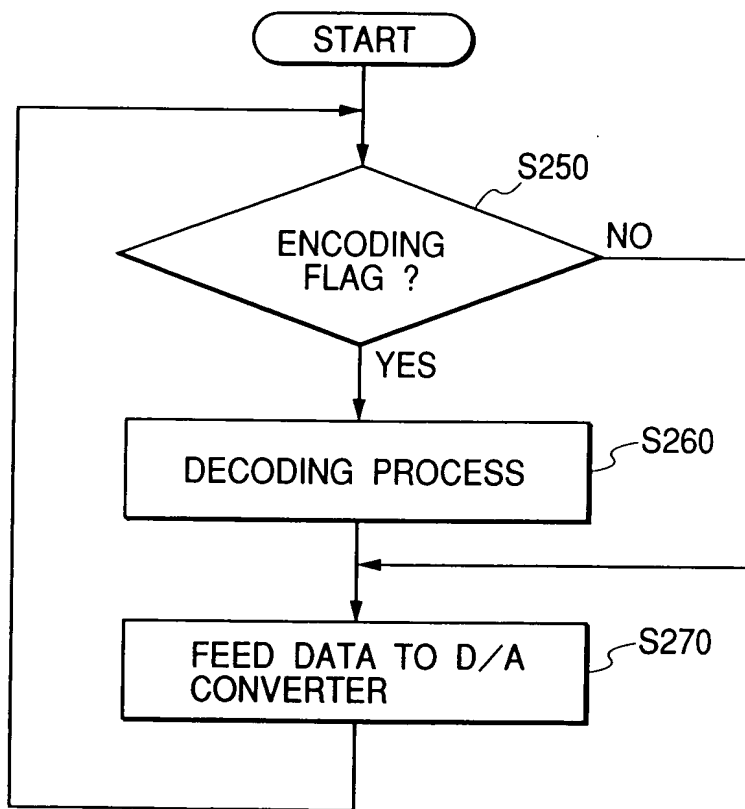 START
S250
ENCODING
FLAG ?
NO
YES
DECODING PROCESS
S260
FEED DATA TO D/A
CONVERTER
S270